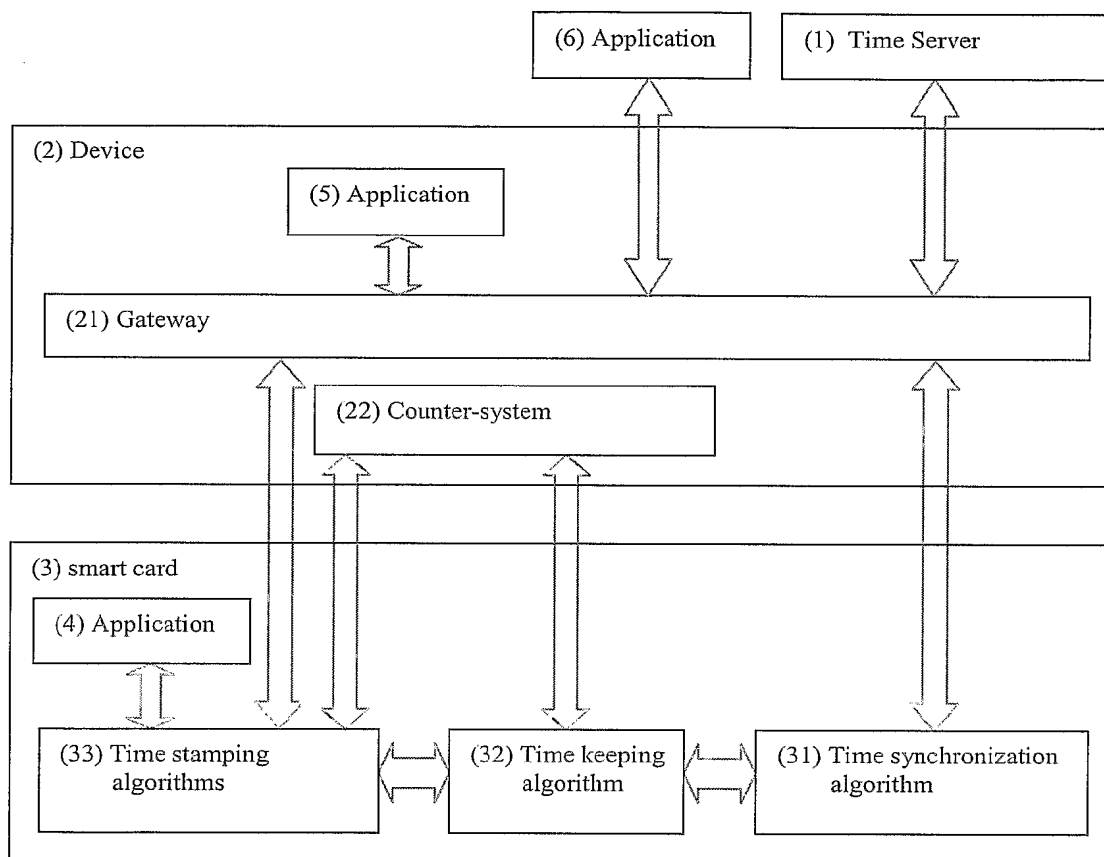 (6) Application
(1) Time Server
(2) Device
(5) Application
(21) Gateway
(22) Counter-system
(3) smart card
(4) Application
(33) Time stamping
algorithms
(32) Time keeping
algorithm
(31) Time synchronization
algorithm